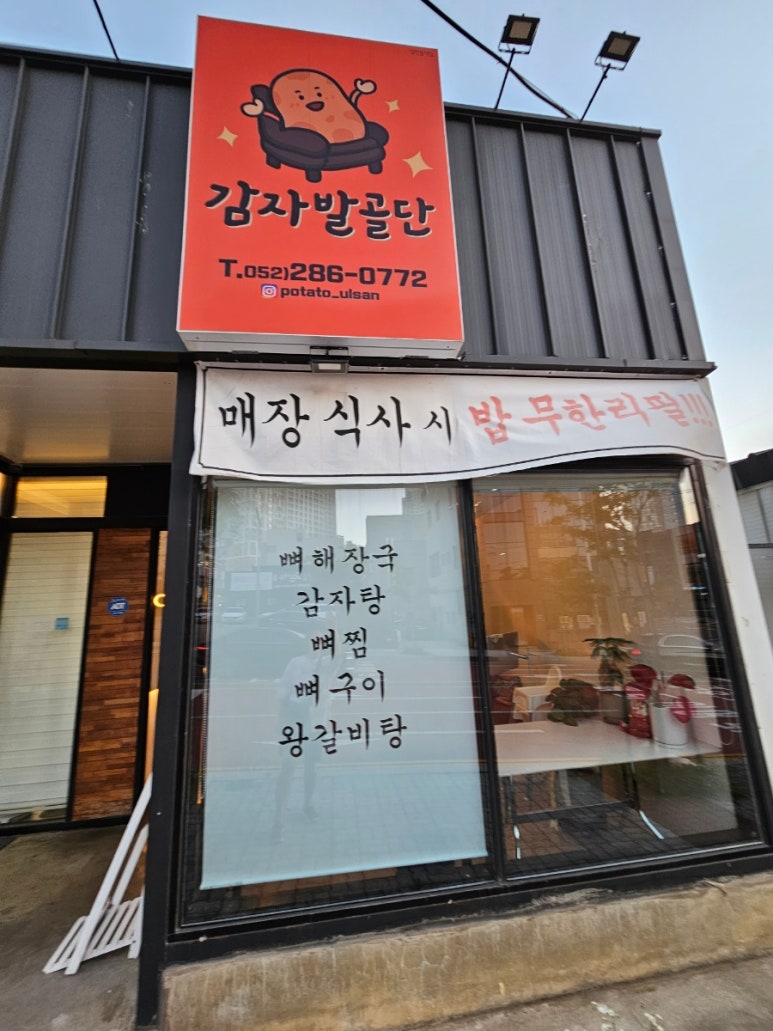 감자발골단
T.052)286-0772
potato_ulsan
매장 식사 시 밥 무한리필!!!
뼈해장국
감자탕
뼈찜
뼈구이
왕갈비탕
ADT